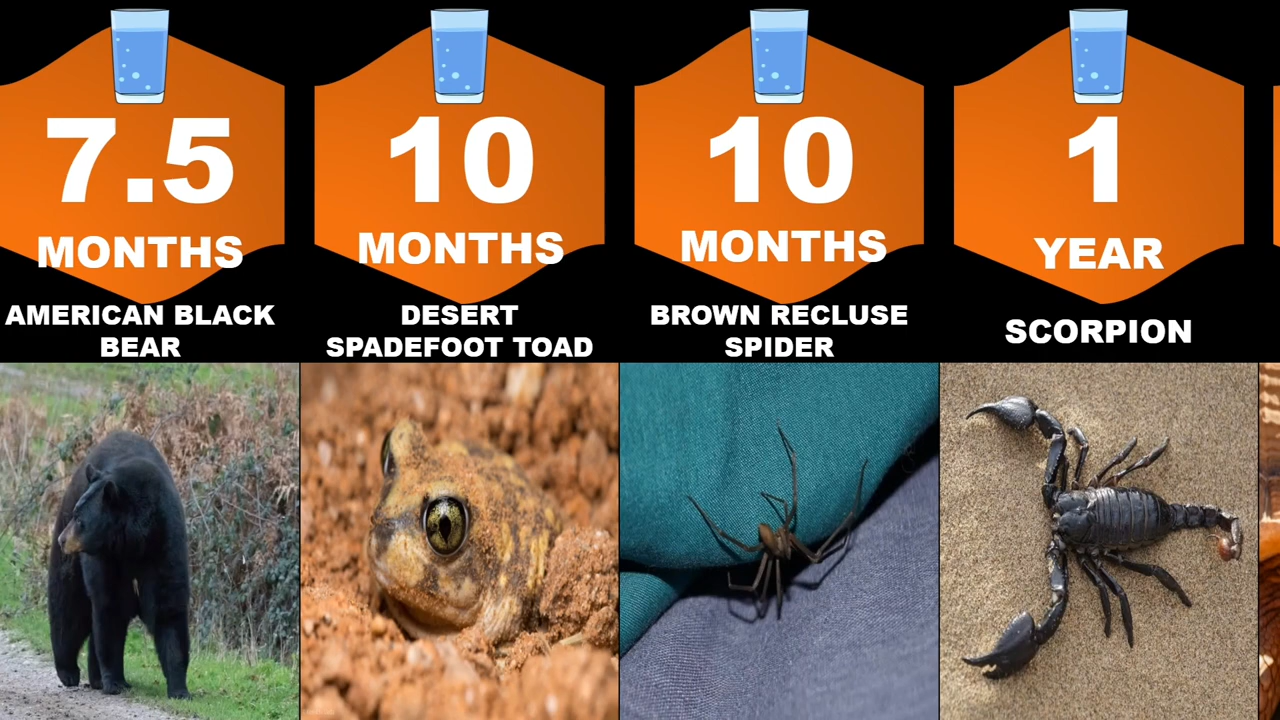 7.5
MONTHS
AMERICAN BLACK
BEAR
10
MONTHS
DESERT
SPADEFOOT TOAD
10
MONTHS
BROWN RECLUSE
SPIDER
1
YEAR
SCORPION